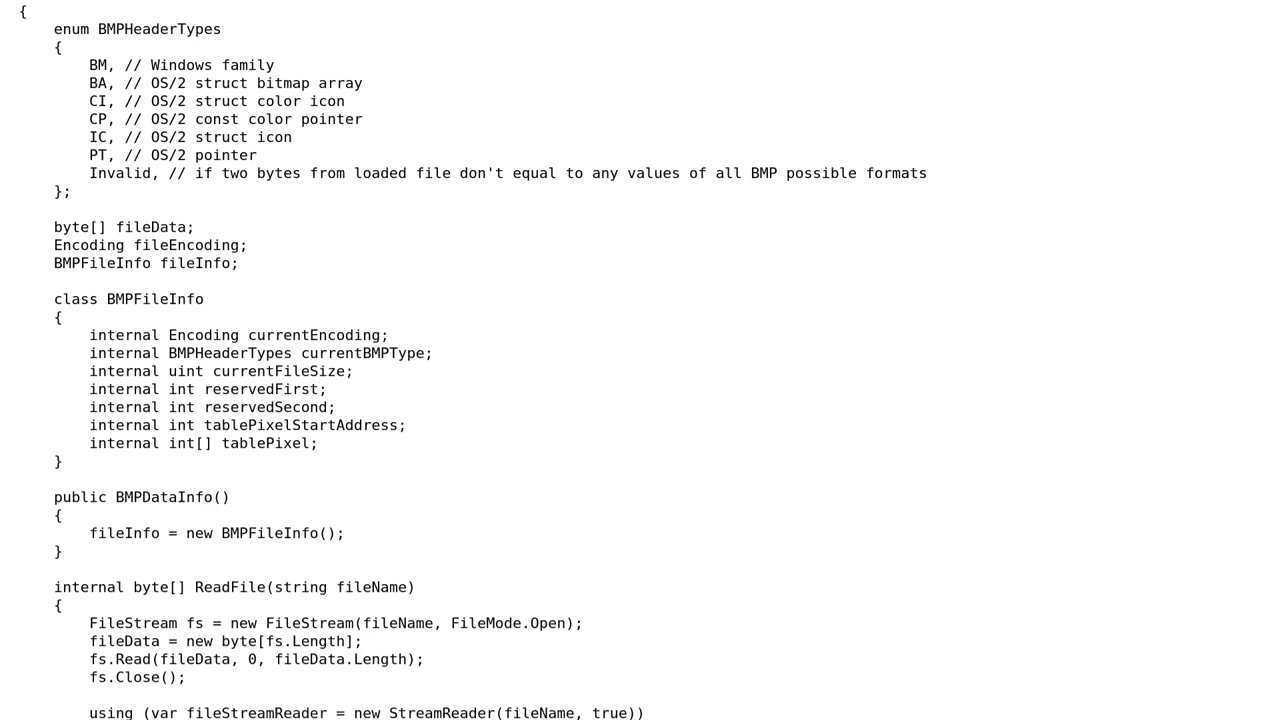 {
    enum BMPHeaderTypes
    {
        BM, // Windows family
        BA, // OS/2 struct bitmap array
        CI, // OS/2 struct color icon
        CP, // OS/2 const color pointer
        IC, // OS/2 struct icon
        PT, // OS/2 pointer
        Invalid, // if two bytes from loaded file don't equal to any values of all BMP possible formats
    };

    byte[] fileData;
    Encoding fileEncoding;
    BMPFileInfo fileInfo;

    class BMPFileInfo
    {
        internal Encoding currentEncoding;
        internal BMPHeaderTypes currentBMPType;
        internal uint currentFileSize;
        internal int reservedFirst;
        internal int reservedSecond;
        internal int tablePixelStartAddress;
        internal int[] tablePixel;
    }

    public BMPDataInfo()
    {
        fileInfo = new BMPFileInfo();
    }

    internal byte[] ReadFile(string fileName)
    {
        FileStream fs = new FileStream(fileName, FileMode.Open);
        fileData = new byte[fs.Length];
        fs.Read(fileData, 0, fileData.Length);
        fs.Close();

        using (var fileStreamReader = new StreamReader(fileName, true))